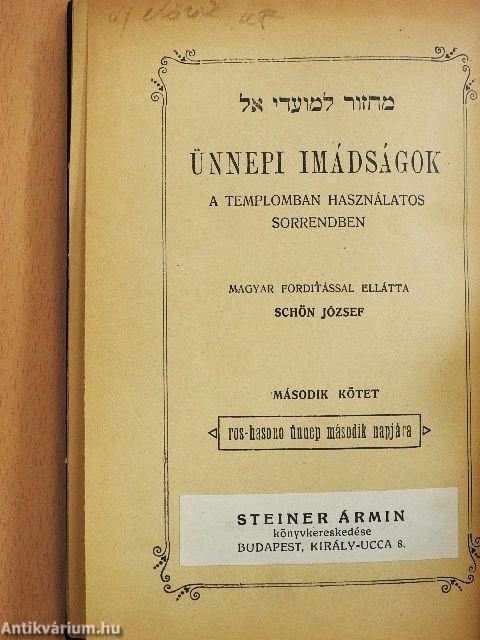 új
מחזור למועדי אל
ÜNNEPI IMÁDSÁGOK
A TEMPLOMBAN HASZNÁLATOS
SORRENDBEN
MAGYAR FORDITÁSSAL ELLÁTTA
SCHÖN JÓZSEF
MÁSODIK KÖTET
ros-hasono ünnep második napjára
STEINER ÁRMIN
könyvkereskedése
BUDAPEST, KIRÁLY-UCCA 8.
Antikvárium.hu